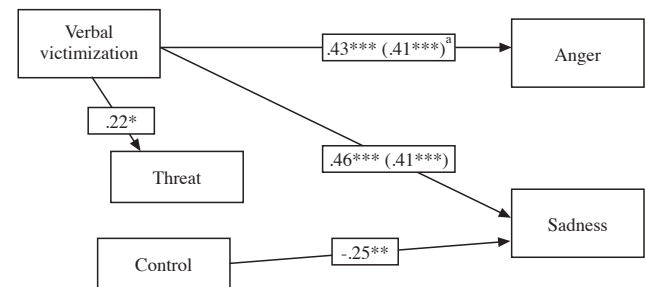 Verbal
victimization
.43*** (.41***)a
Anger
.22*
.46*** (.41***)
Threat
Sadness
Control
-.25**